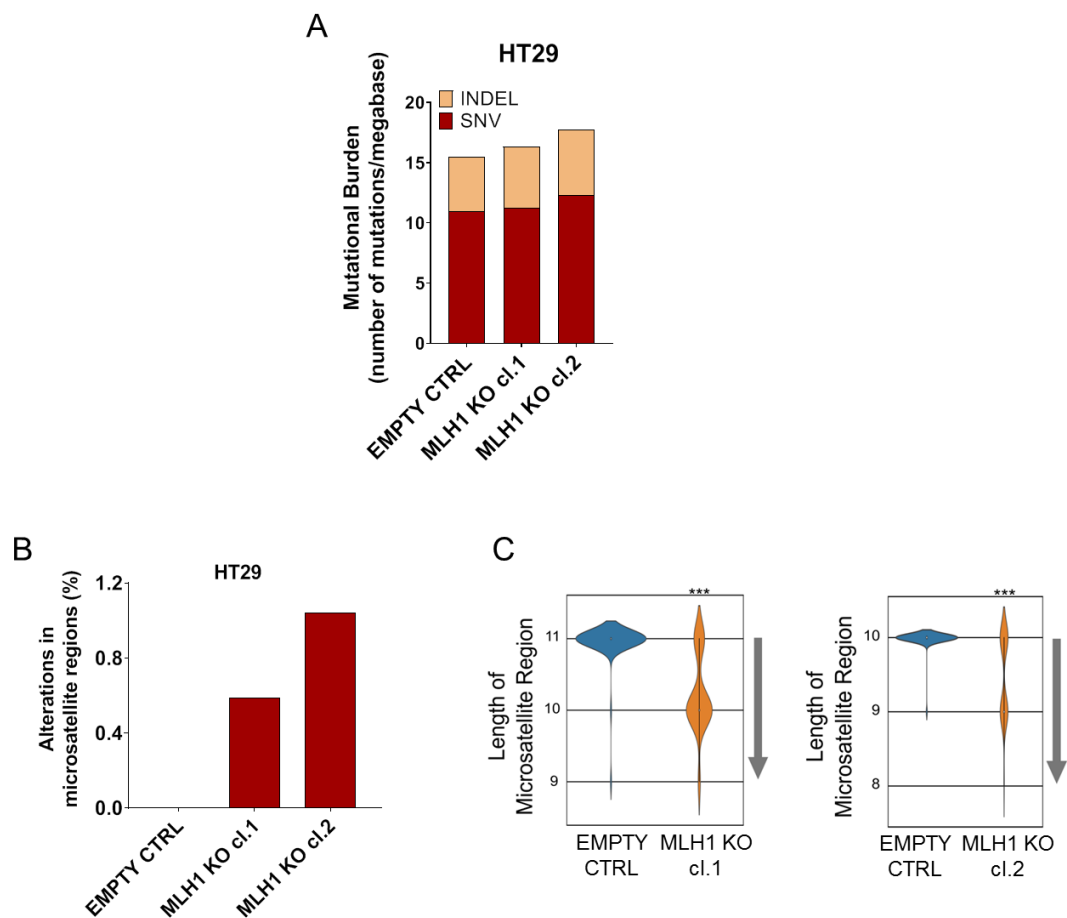 A
HT29
INDEL
SNV
Mutational Burden
(number of mutations/megabase)
20
15
10
5
0
EMPTY CTRL
MLH1 KO cl.1
MLH1 KO cl.2
B
HT29
Alterations in
microsatellite regions (%)
1.2
0.8
0.4
0.0
EMPTY CTRL
MLH1 KO cl.1
MLH1 KO cl.2
C
***
Length of
Microsatellite Region
11
10
9
EMPTY
CTRL
MLH1 KO
cl.1
***
Length of
Microsatellite Region
10
9
8
EMPTY
CTRL
MLH1 KO
cl.2